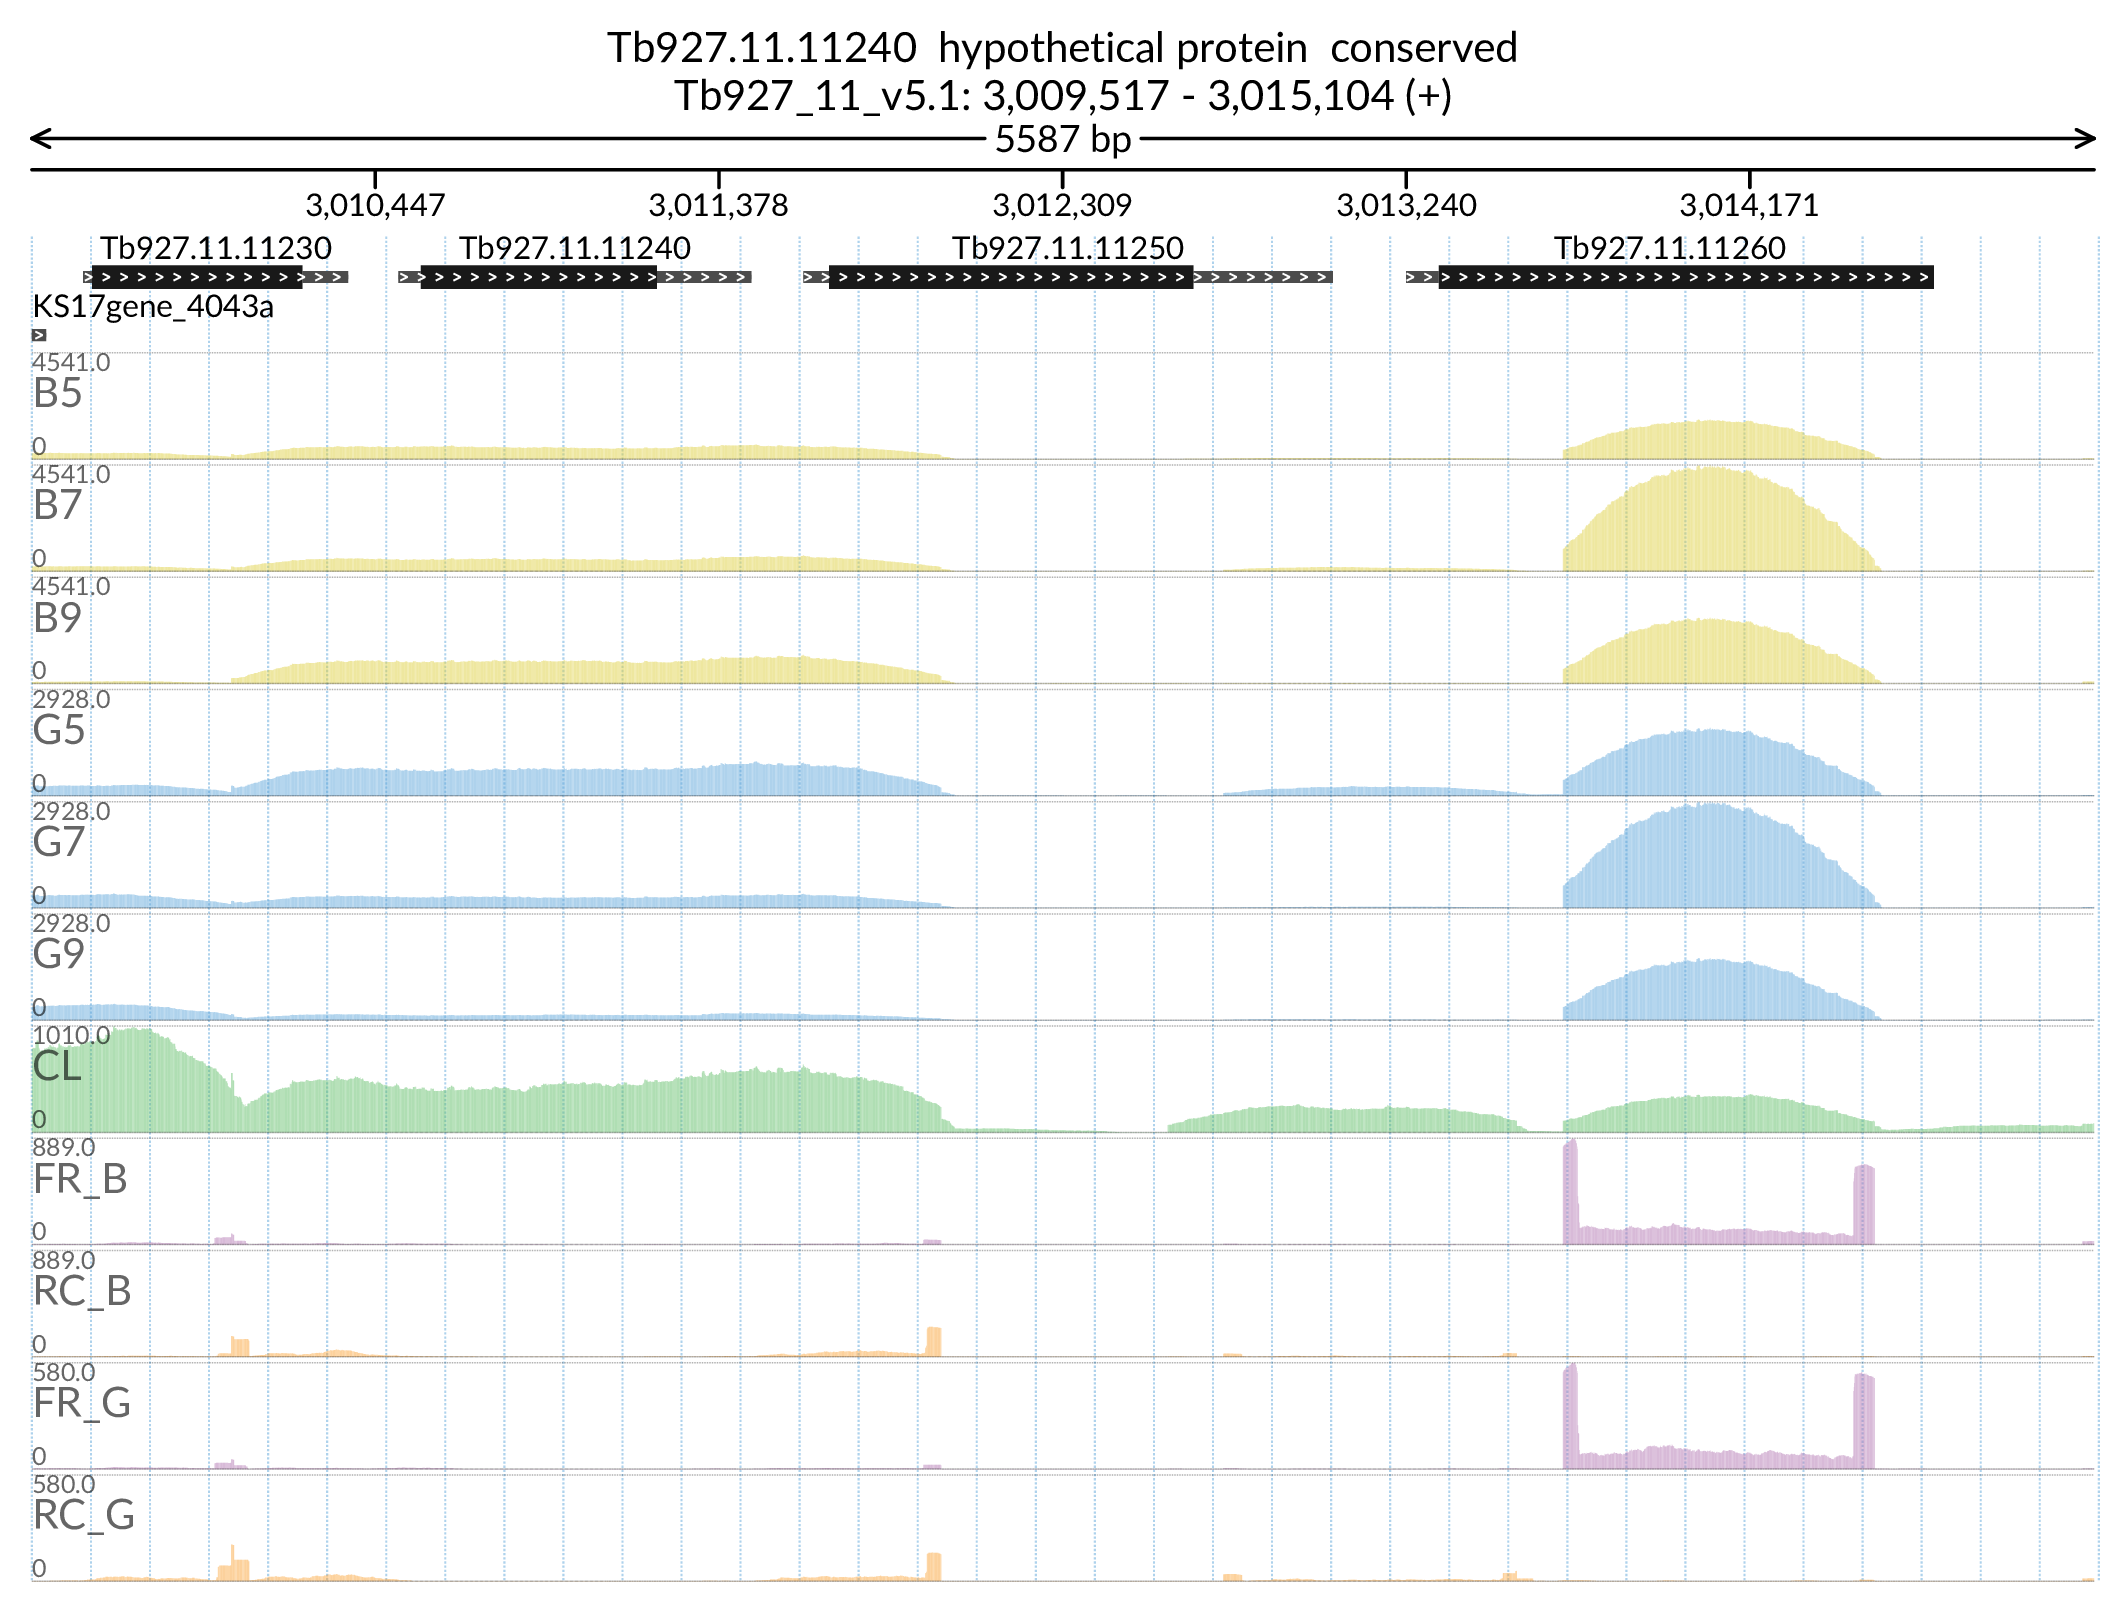 Tb927.11.11240 hypothetical protein conserved
Tb927_11_v5.1: 3,009,517 - 3,015,104 (+)
5587 bp
3,010,447 3,011,378 3,012,309 3,013,240 3,014,171
Tb927.11.11230 Tb927.11.11240 Tb927.11.11250 Tb927.11.11260
KS17gene_4043a
4541.0
B5
0
4541.0
B7
0
4541.0
B9
0
2928.0
G5
0
2928.0
G7
0
2928.0
G9
0
1010.0
CL
0
889.0
FR_B
0
889.0
RC_B
0
580.0
FR_G
0
580.0
RC_G
0